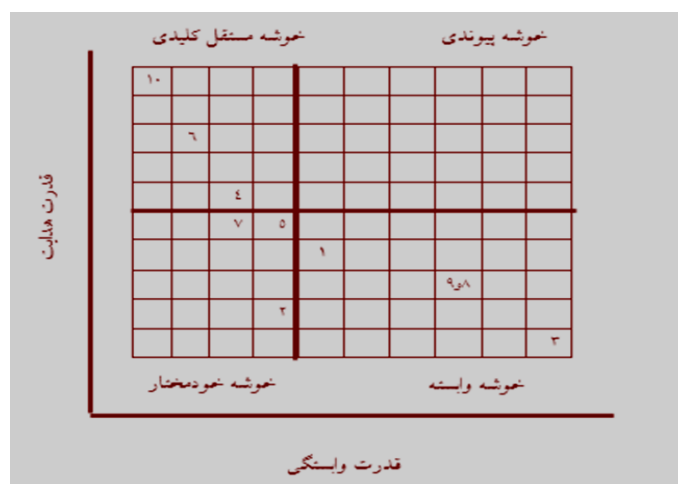 خوشه پیوندی
خوشه مستقل کلیدی
۱۰
٦
٤
۷ ٥
۱
۸و۹
۲
۳
قدرت هدایت
خوشه وابسته
خوشه خودمختار
قدرت وابستگی